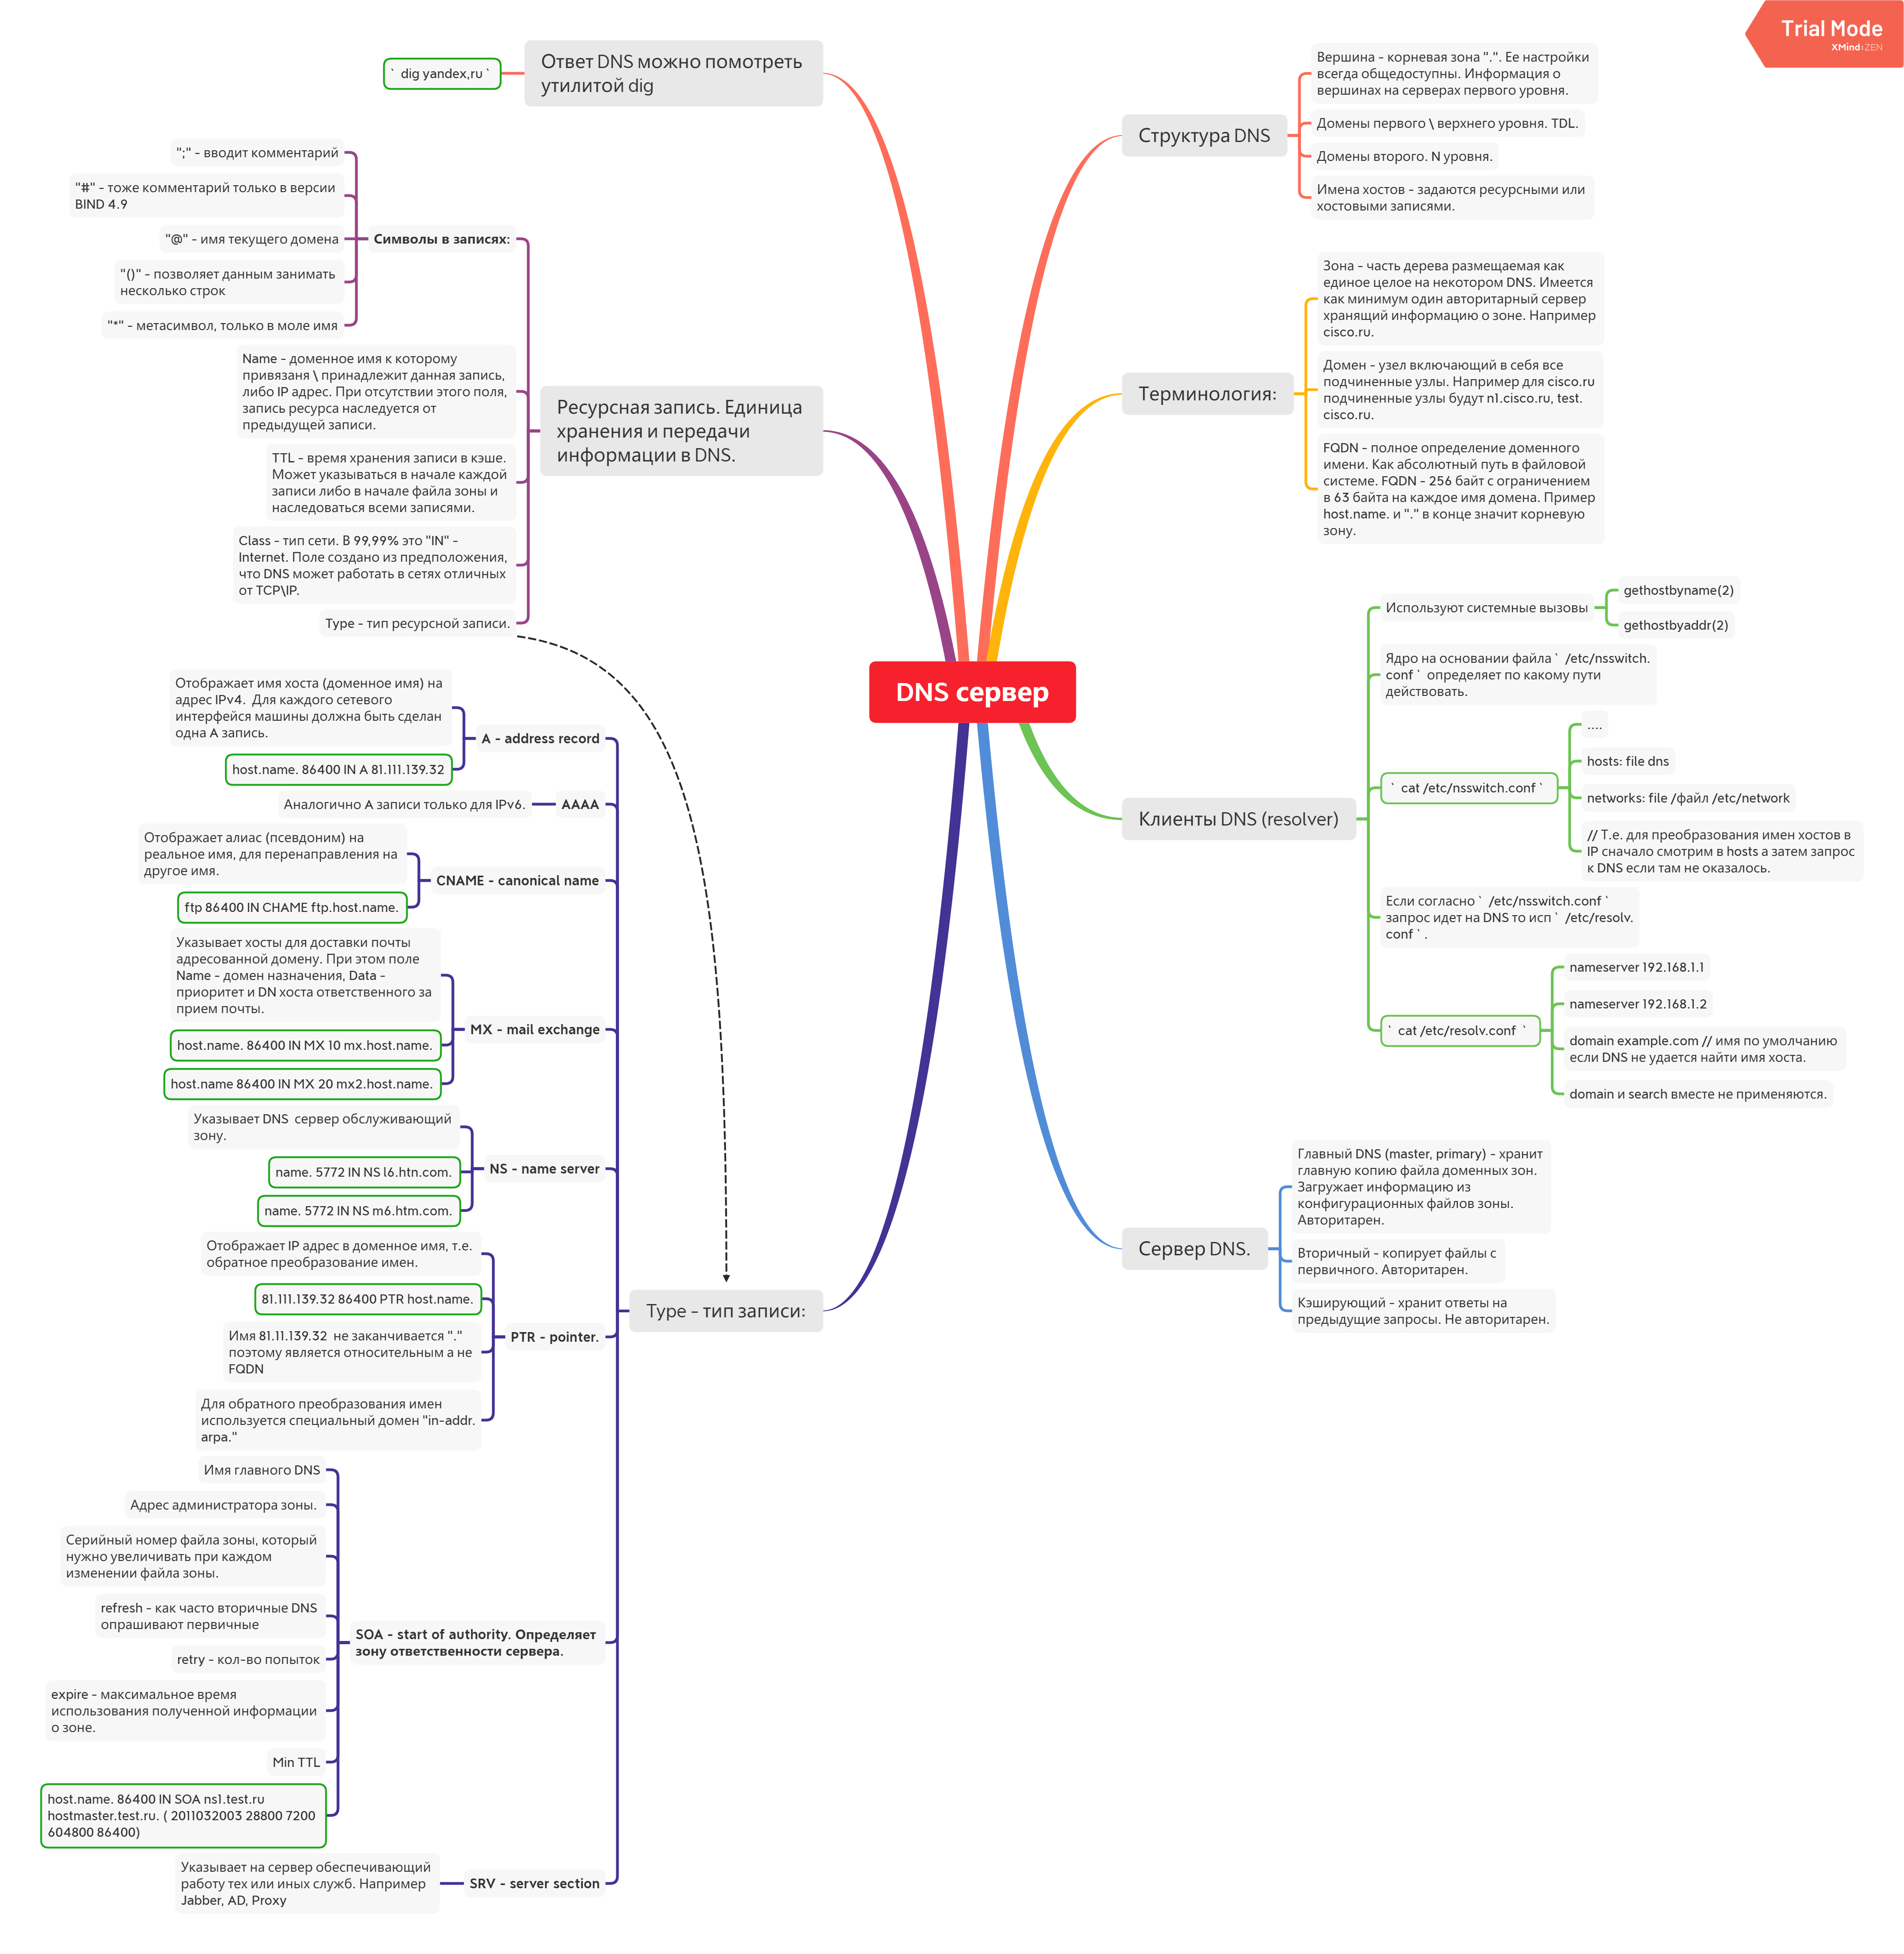 Trial Mode
XMind:ZEN
DNS сервер
Структура DNS
Вершина - корневая зона ".". Ее настройки
всегда общедоступны. Информация о
вершинах на серверах первого уровня.
Домены первого \ верхнего уровня. TDL.
Домены второго. N уровня.
Имена хостов - задаются ресурсными или
хостовыми записями.
Терминология:
Зона - часть дерева размещаемая как
единое целое на некотором DNS. Имеется
как минимум один авторитарный сервер
хранящий информацию о зоне. Например
cisco.ru.
Домен - узел включающий в себя все
подчиненные узлы. Например для cisco.ru
подчиненные узлы будут n1.cisco.ru, test.
cisco.ru.
FQDN - полное определение доменного
имени. Как абсолютный путь в файловой
системе. FQDN - 256 байт с ограничением
в 63 байта на каждое имя домена. Пример
host.name. и "." в конце значит корневую
зону.
Клиенты DNS (resolver)
Используют системные вызовы
gethostbyname(2)
gethostbyaddr(2)
Ядро на основании файла ` /etc/nsswitch.
conf ` определяет по какому пути
действовать.
` cat /etc/nsswitch.conf `
....
hosts: file dns
networks: file /файл /etc/network
// Т.е. для преобразования имен хостов в
IP сначало смотрим в hosts а затем запрос
к DNS если там не оказалось.
Если согласно ` /etc/nsswitch.conf `
запрос идет на DNS то исп ` /etc/resolv.
conf ` .
` cat /etc/resolv.conf `
nameserver 192.168.1.1
nameserver 192.168.1.2
domain example.com // имя по умолчанию
если DNS не удается найти имя хоста.
domain и search вместе не применяются.
Сервер DNS.
Главный DNS (master, primary) - хранит
главную копию файла доменных зон.
Загружает информацию из
конфигурационных файлов зоны.
Авторитарен.
Вторичный - копирует файлы с
первичного. Авторитарен.
Кэширующий - хранит ответы на
предыдущие запросы. Не авторитарен.
Ответ DNS можно помотреть
утилитой dig
` dig yandex,ru `
Ресурсная запись. Единица
хранения и передачи
информации в DNS.
Символы в записях:
";" - вводит комментарий
"#" - тоже комментарий только в версии
BIND 4.9
"@" - имя текущего домена
"()" - позволяет данным занимать
несколько строк
"*" - метасимвол, только в моле имя
Name - доменное имя к которому
привязаня \ принадлежит данная запись,
либо IP адрес. При отсутствии этого поля,
запись ресурса наследуется от
предыдущей записи.
TTL - время хранения записи в кэше.
Может указываться в начале каждой
записи либо в начале файла зоны и
наследоваться всеми записями.
Class - тип сети. В 99,99% это "IN" -
Internet. Поле создано из предположения,
что DNS может работать в сетях отличных
от TCP\IP.
Type - тип ресурсной записи.
Type - тип записи:
A - address record
Отображает имя хоста (доменное имя) на
адрес IPv4.  Для каждого сетевого
интерфейса машины должна быть сделан
одна А запись.
host.name. 86400 IN A 81.111.139.32
AAAA
Аналогично А записи только для IPv6.
CNAME - canonical name
Отображает алиас (псевдоним) на
реальное имя, для перенаправления на
другое имя.
ftp 86400 IN CHAME ftp.host.name.
MX - mail exchange
Указывает хосты для доставки почты
адресованной домену. При этом поле
Name - домен назначения, Data -
приоритет и DN хоста ответственного за
прием почты.
host.name. 86400 IN MX 10 mx.host.name.
host.name 86400 IN MX 20 mx2.host.name.
NS - name server
Указывает DNS  сервер обслуживающий
зону.
name. 5772 IN NS l6.htn.com.
name. 5772 IN NS m6.htm.com.
PTR - pointer.
Отображает IP адрес в доменное имя, т.е.
обратное преобразование имен.
81.111.139.32 86400 PTR host.name.
Имя 81.11.139.32  не заканчивается "."
поэтому является относительным а не
FQDN
Для обратного преобразования имен
используется специальный домен "in-addr.
arpa."
SOA - start of authority. Определяет
зону ответственности сервера.
Имя главного DNS
Адрес администратора зоны.
Серийный номер файла зоны, который
нужно увеличивать при каждом
изменении файла зоны.
refresh - как часто вторичные DNS
опрашивают первичные
retry - кол-во попыток
expire - максимальное время
использования полученной информации
о зоне.
Min TTL
host.name. 86400 IN SOA ns1.test.ru
hostmaster.test.ru. ( 2011032003 28800 7200
604800 86400)
SRV - server section
Указывает на сервер обеспечивающий
работу тех или иных служб. Например
Jabber, AD, Proxy